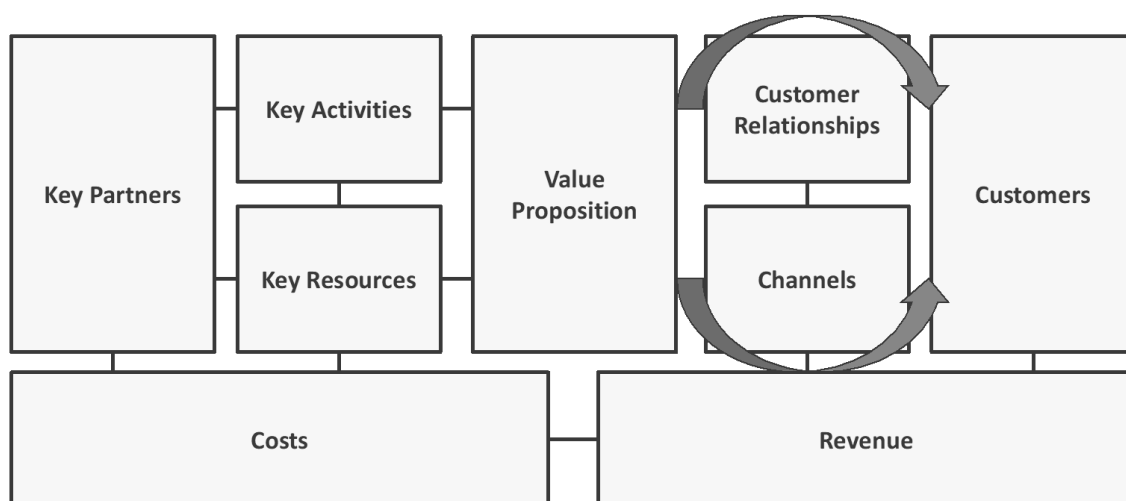 Key Partners
Key Activities
Key Resources
Value
Proposition
Customer
Relationships
Channels
Customers
Costs
Revenue